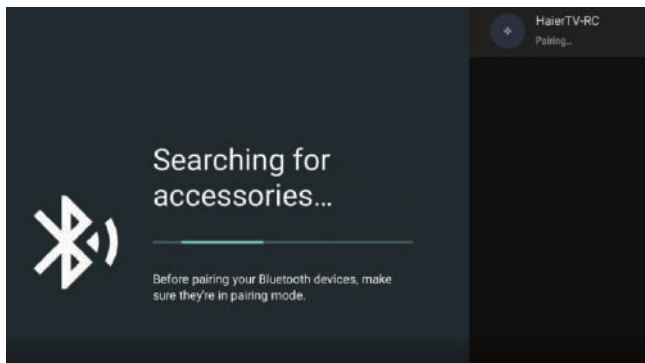 Searching for
accessories...
Before pairing your Bluetooth devices, make
sure they're in pairing mode.
HaierTV-RC
Pairing...